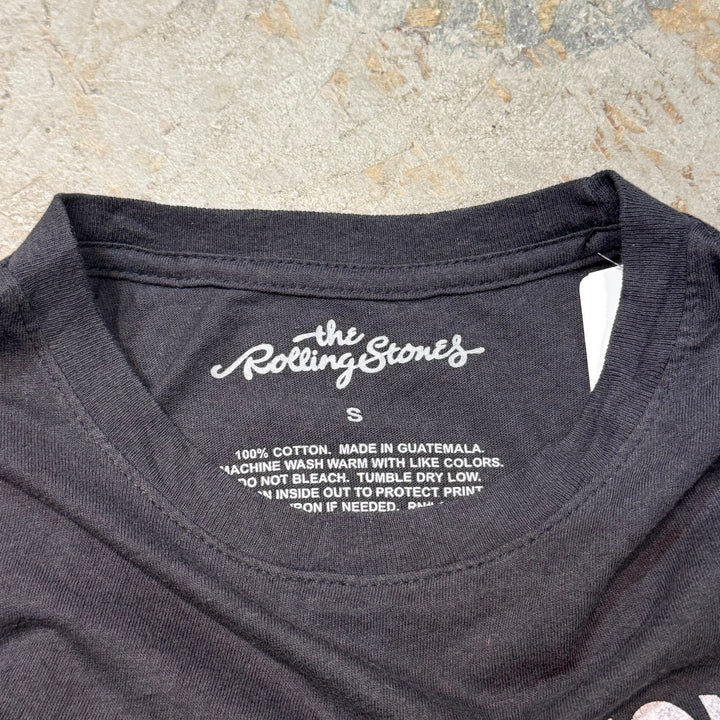 the
Rolling Stones
S
100% COTTON. MADE IN GUATEMALA.
MACHINE WASH WARM WITH LIKE COLORS.
DO NOT BLEACH. TUMBLE DRY LOW.
INSIDE OUT TO PROTECT PRINT
IRON IF NEEDED.